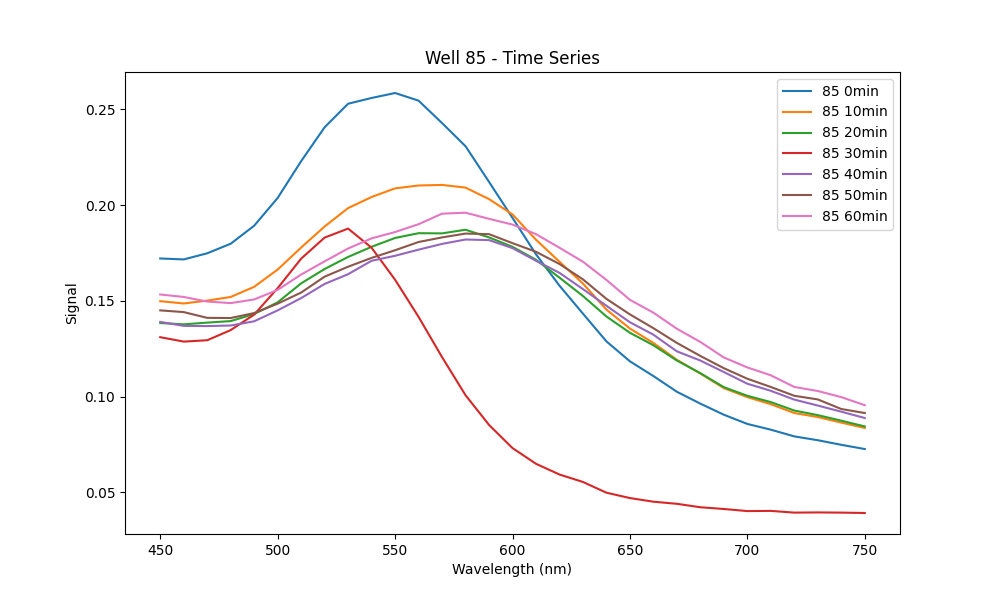 Well 85 - Time Series
85 0min
85 10min
85 20min
85 30min
85 40min
85 50min
85 60min
Signal
0.25
0.20
0.15
0.10
0.05
450 500 550 600 650 700 750
Wavelength (nm)